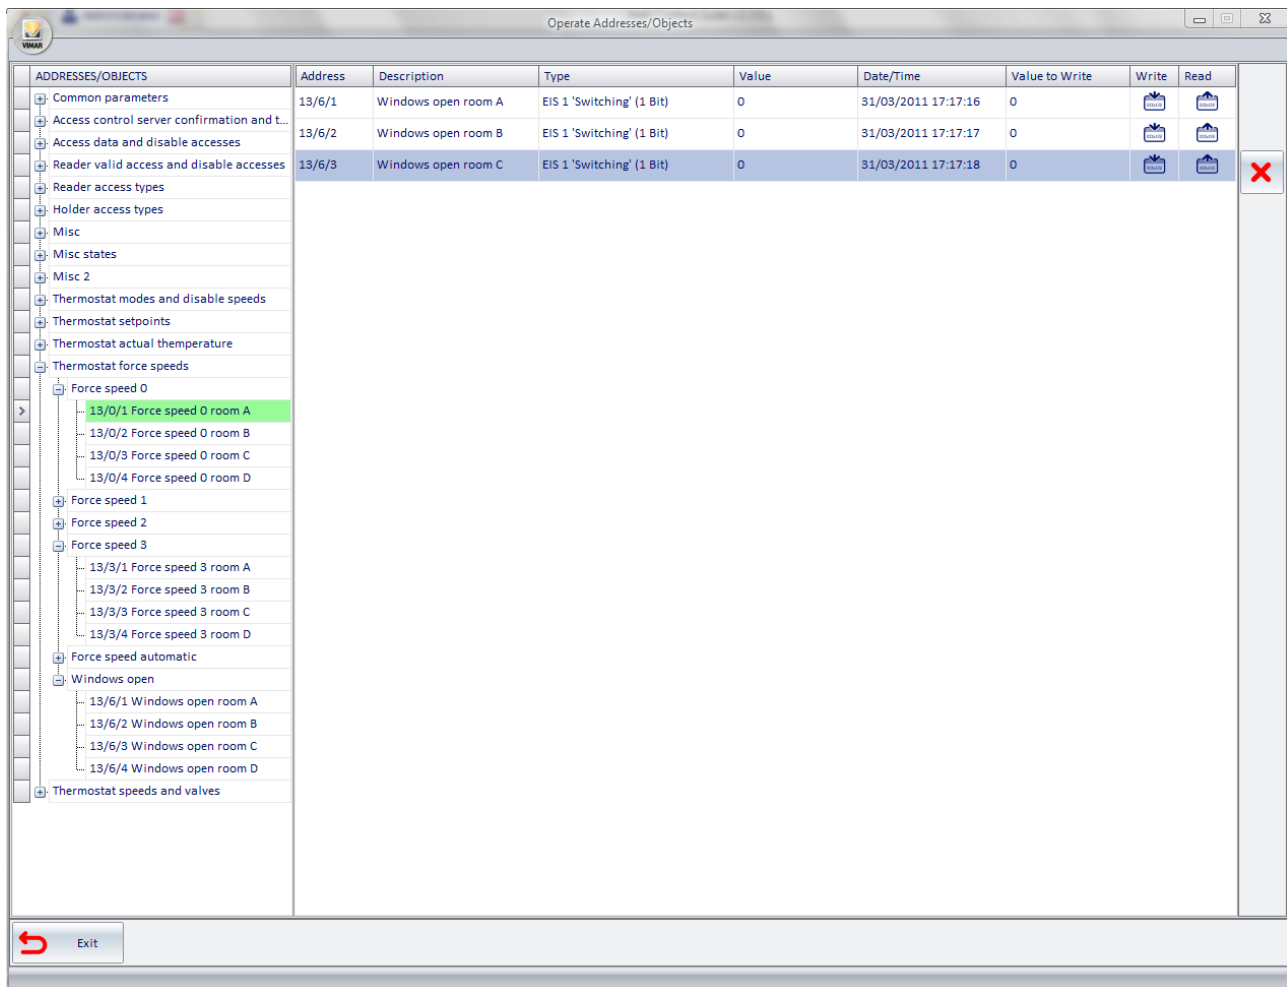 Operate Addresses/Objects
VIMAR
ADDRESSES/OBJECTS
Common parameters
Access control server confirmation and t...
Access data and disable accesses
Reader valid access and disable accesses
Reader access types
Holder access types
Misc
Misc states
Misc 2
Thermostat modes and disable speeds
Thermostat setpoints
Thermostat actual themperature
Thermostat force speeds
Force speed 0
13/0/1 Force speed 0 room A
13/0/2 Force speed 0 room B
13/0/3 Force speed 0 room C
13/0/4 Force speed 0 room D
Force speed 1
Force speed 2
Force speed 3
13/3/1 Force speed 3 room A
13/3/2 Force speed 3 room B
13/3/3 Force speed 3 room C
13/3/4 Force speed 3 room D
Force speed automatic
Windows open
13/6/1 Windows open room A
13/6/2 Windows open room B
13/6/3 Windows open room C
13/6/4 Windows open room D
Thermostat speeds and valves
Address Description Type Value Date/Time Value to Write Write Read
13/6/1 Windows open room A EIS 1 'Switching' (1 Bit) 0 31/03/2011 17:17:16 0
13/6/2 Windows open room B EIS 1 'Switching' (1 Bit) 0 31/03/2011 17:17:17 0
13/6/3 Windows open room C EIS 1 'Switching' (1 Bit) 0 31/03/2011 17:17:18 0
Exit